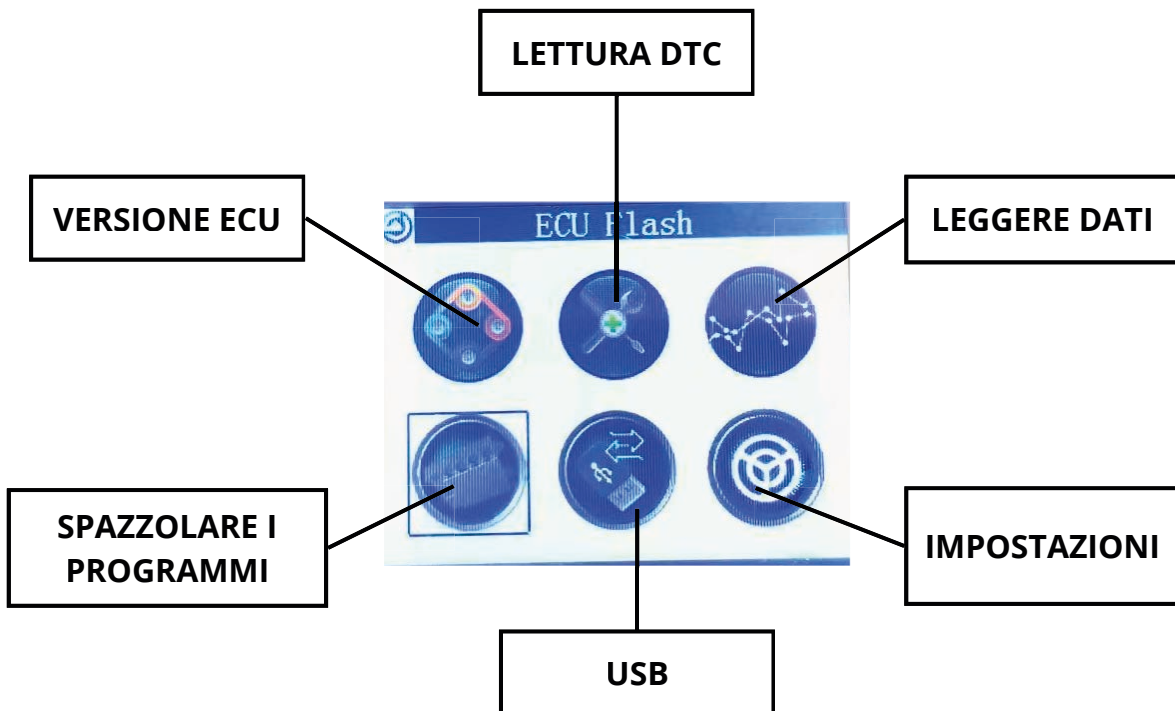 LETTURA DTC
VERSIONE ECU
LEGGERE DATI
ECU Flash
SPAZZOLARE I
PROGRAMMI
IMPOSTAZIONI
USB